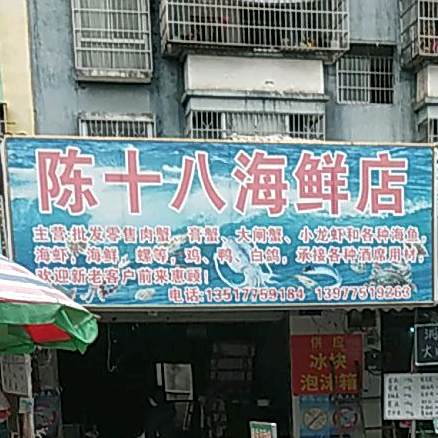 陈十八海鲜店
主营:批发零售肉蟹、膏蟹、大闸蟹、小龙虾和各种海鱼,
海虾,海鲜,螺等,鸡、鸭、白鸽,承接各种酒席用材。
欢迎新老客户前来惠顾!
电话:13517759184 13977519263
供应
冰块
泡沫箱